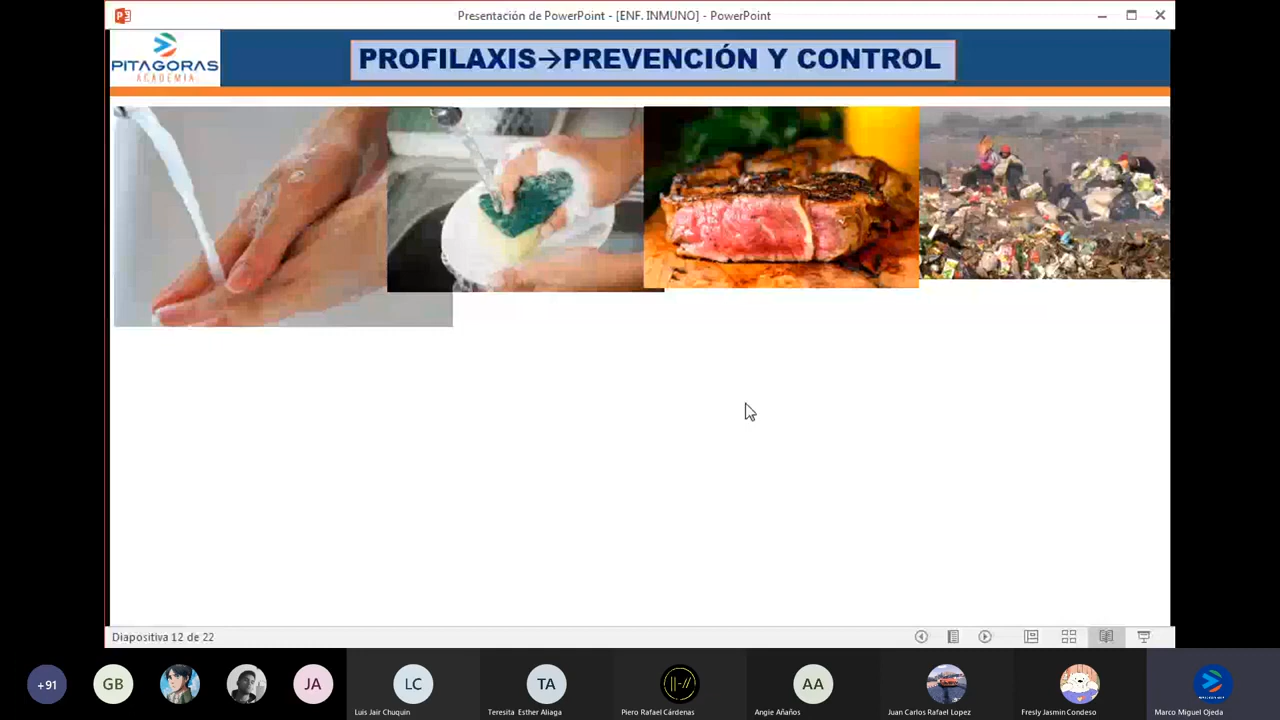 Presentación de PowerPoint - [ENF. INMUNO] - PowerPoint
PITAGORAS
ACADEMIA
PROFILAXIS→PREVENCIÓN Y CONTROL
Diapositiva 12 de 22
+91
GB
JA
LC
TA
AA
Luis Jair Chuquin
Teresita Esther Aliaga
Piero Rafael Cárdenas
Angie Añaños
Juan Carlos Rafael Lopez
Fresly Jasmin Condeso
Marco Miguel Ojeda